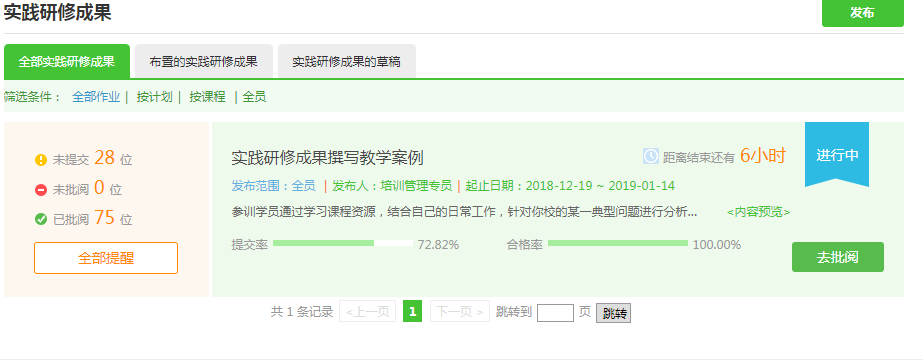 实践研修成果 发布
全部实践研修成果 布置的实践研修成果 实践研修成果的草稿
筛选条件： 全部作业 | 按计划 | 按课程 | 全员
未提交 28 位
未批阅 0 位
已批阅 75 位
全部提醒
实践研修成果撰写教学案例 距离结束还有 6小时 进行中
发布范围：全员 | 发布人：培训管理专员 | 起止日期：2018-12-19 ~ 2019-01-14
参训学员通过学习课程资源，结合自己的日常工作，针对你校的某一典型问题进行分析... <内容预览>
提交率 72.82% 合格率 100.00%
去批阅
共 1 条记录 <上一页 1 下一页 > 跳转到 页 跳转